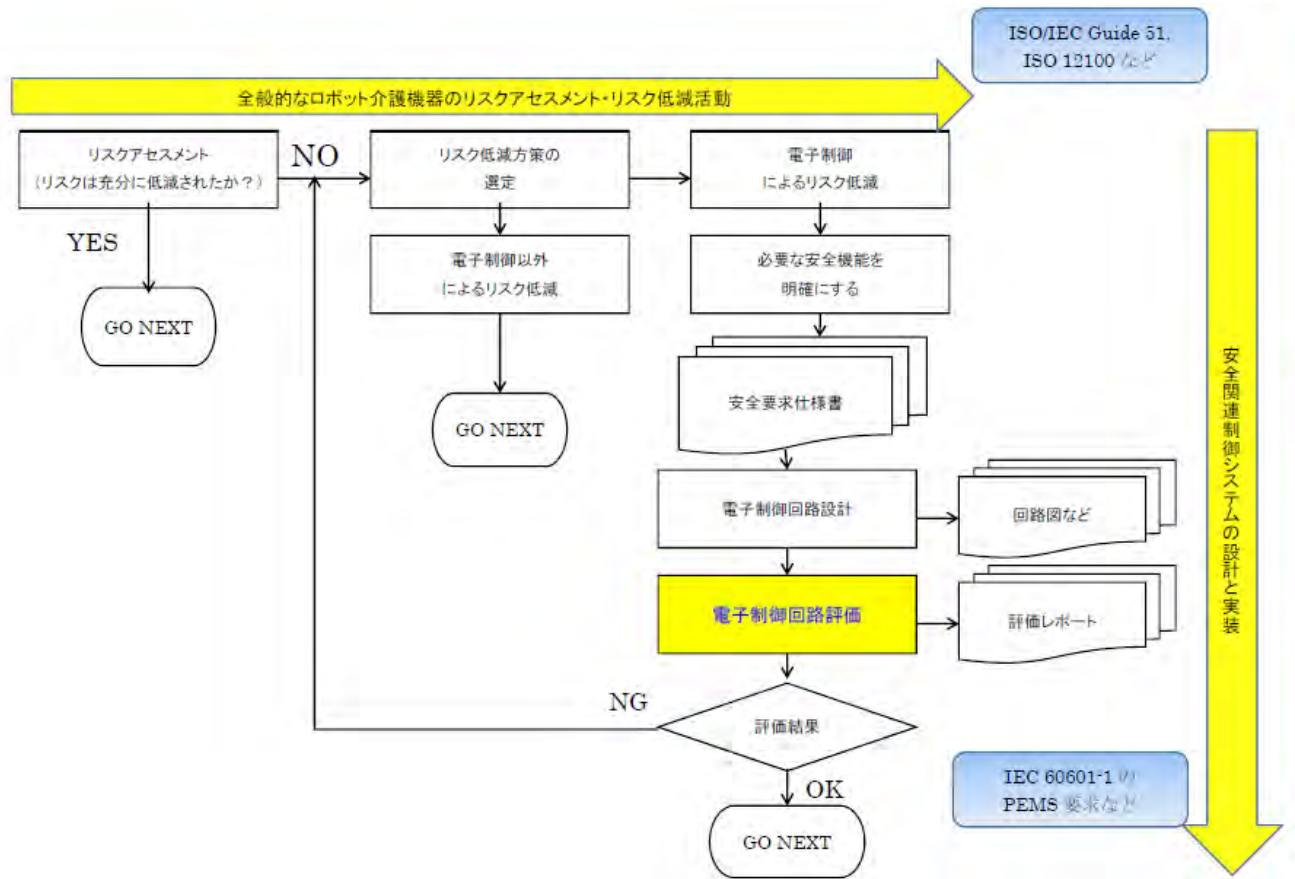 ISO/IEC Guide 51,
ISO 12100 など
全般的なロボット介護機器のリスクアセスメント・リスク低減活動
リスクアセスメント
(リスクは充分に低減されたか?)
NO
リスク低減方策の
選定
電子制御
によるリスク低減
YES
電子制御以外
によるリスク低減
必要な安全機能を
明確にする
GO NEXT
GO NEXT
安全要求仕様書
電子制御回路設計
回路図など
電子制御回路評価
評価レポート
NG
評価結果
OK
GO NEXT
IEC 60601-1 の
PEMS 要求など
安全関連制御システムの設計と実装